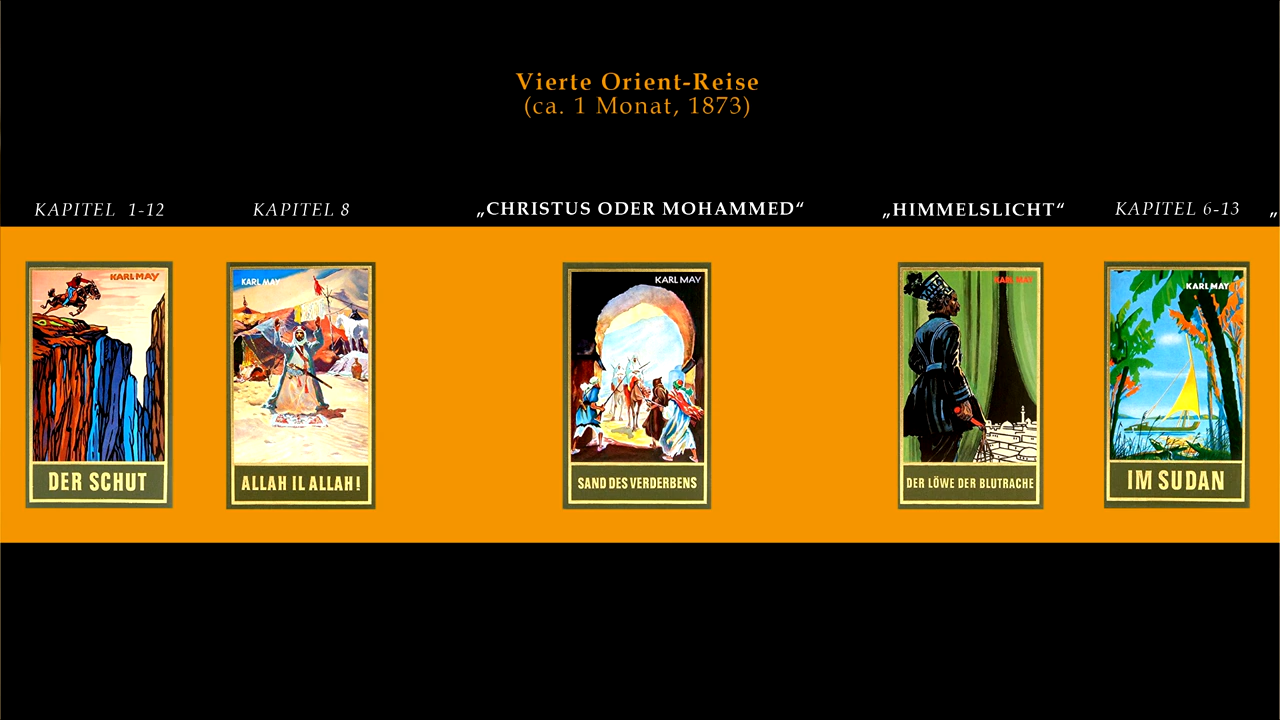 Vierte Orient-Reise
(ca. 1 Monat, 1873)
KAPITEL 1-12
KAPITEL 8
„CHRISTUS ODER MOHAMMED“
„HIMMELSLICHT“
KAPITEL 6-13
„
KARL MAY
DER SCHUT
KARL MAY
ALLAH IL ALLAH!
KARL MAY
SAND DES VERDERBENS
KARL MAY
DER LÖWE DER BLUTRACHE
KARL MAY
IM SUDAN